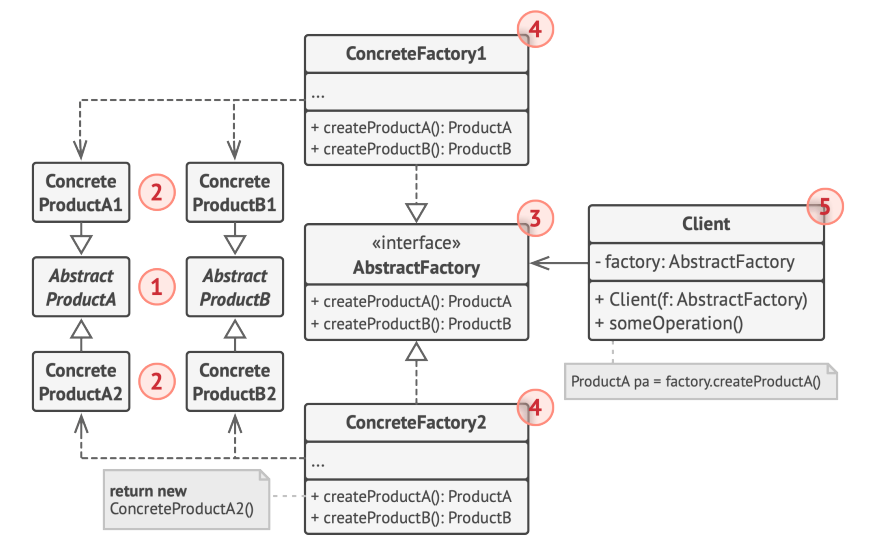 4
ConcreteFactory1
...
+ createProductA(): ProductA
+ createProductB(): ProductB
Concrete
ProductA1
2
Concrete
ProductB1
Abstract
ProductA
1
Abstract
ProductB
Concrete
ProductA2
2
Concrete
ProductB2
3
«interface»
AbstractFactory
+ createProductA(): ProductA
+ createProductB(): ProductB
5
Client
- factory: AbstractFactory
+ Client(f: AbstractFactory)
+ someOperation()
ProductA pa = factory.createProductA()
4
ConcreteFactory2
...
+ createProductA(): ProductA
+ createProductB(): ProductB
return new
ConcreteProductA2()